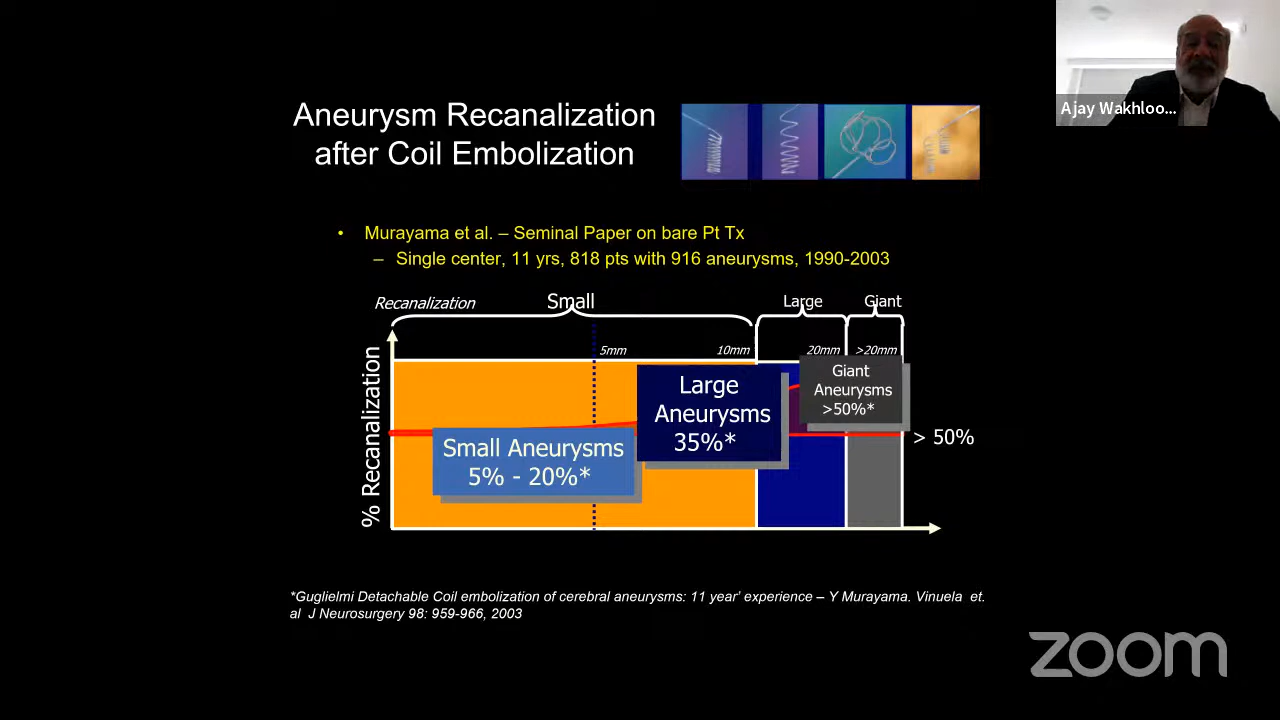 Ajay Wakhloo...
Aneurysm Recanalization
after Coil Embolization
• Murayama et al. – Seminal Paper on bare Pt Tx
– Single center, 11 yrs, 818 pts with 916 aneurysms, 1990-2003
Recanalization
Small
Large
Giant
5mm
10mm
20mm
>20mm
% Recanalization
Small Aneurysms
5% - 20%*
Large
Aneurysms
35%*
Giant
Aneurysms
>50%*
> 50%
*Guglielmi Detachable Coil embolization of cerebral aneurysms: 11 year' experience – Y Murayama. Vinuela et.
al J Neurosurgery 98: 959-966, 2003
zoom